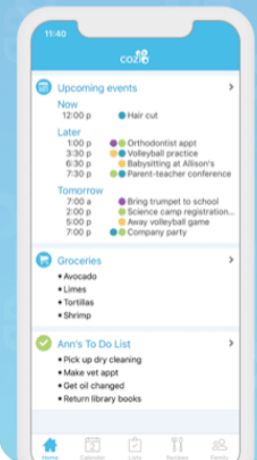 11:40
cozi
Upcoming events
Now
12:00 p Hair cut
Later
1:00 p Orthodontist appt
3:30 p Volleyball practice
6:30 p Babysitting at Allison's
7:30 p Parent-teacher conference
Tomorrow
7:00 a Bring trumpet to school
2:00 p Science camp registration...
5:00 p Away volleyball game
7:00 p Company party
Groceries
• Avocado
• Limes
• Tortillas
• Shrimp
Ann's To Do List
• Pick up dry cleaning
• Make vet appt
• Get oil changed
• Return library books
Home Calendar Lists Recipes Family